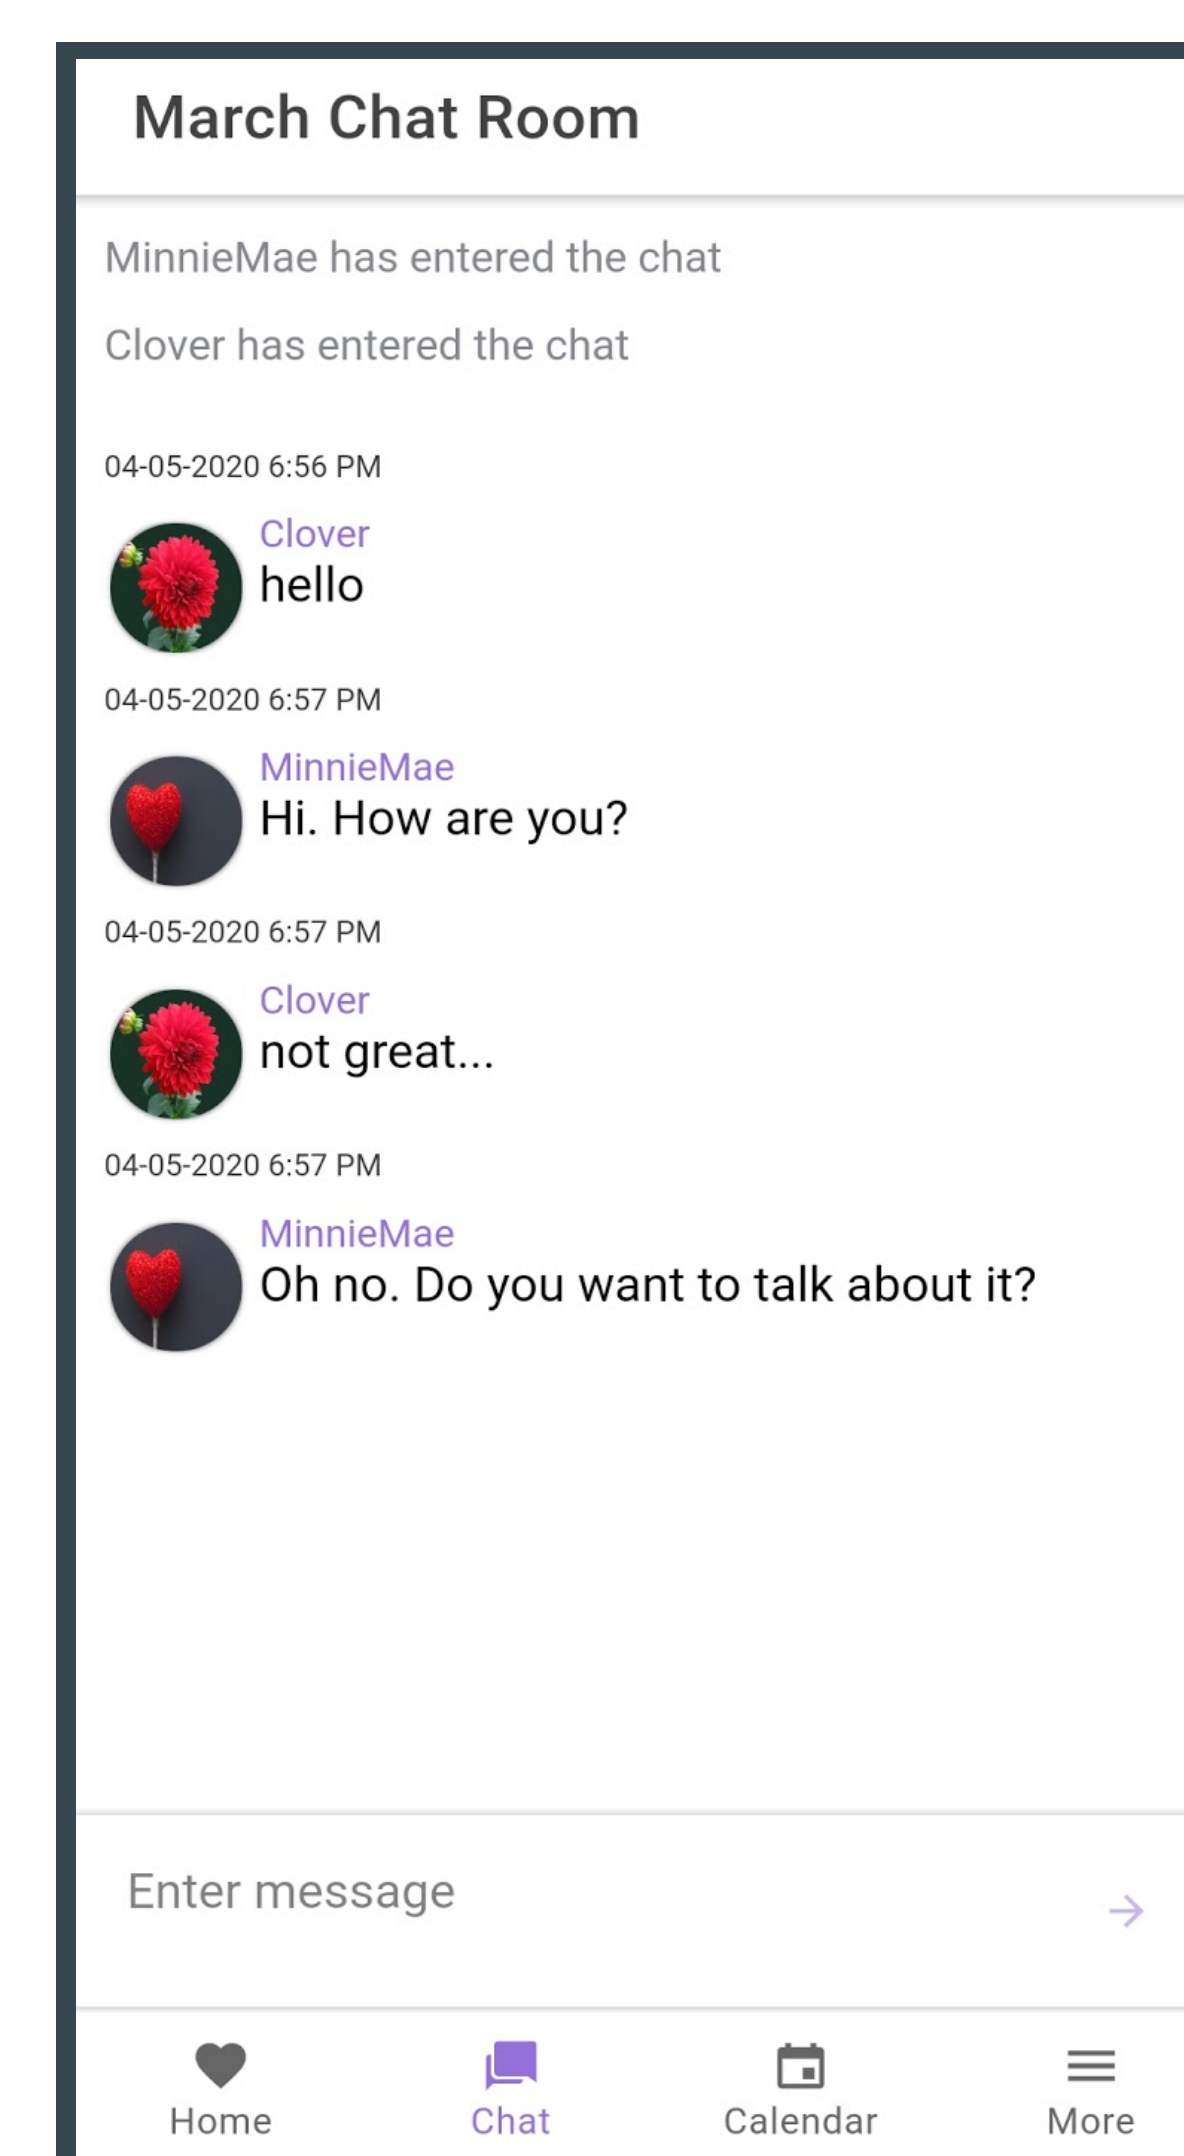 March Chat Room
MinnieMae has entered the chat
Clover has entered the chat
04-05-2020 6:56 PM
Clover
hello
04-05-2020 6:57 PM
MinnieMae
Hi. How are you?
04-05-2020 6:57 PM
Clover
not great...
04-05-2020 6:57 PM
MinnieMae
Oh no. Do you want to talk about it?
Enter message
Home Chat Calendar More